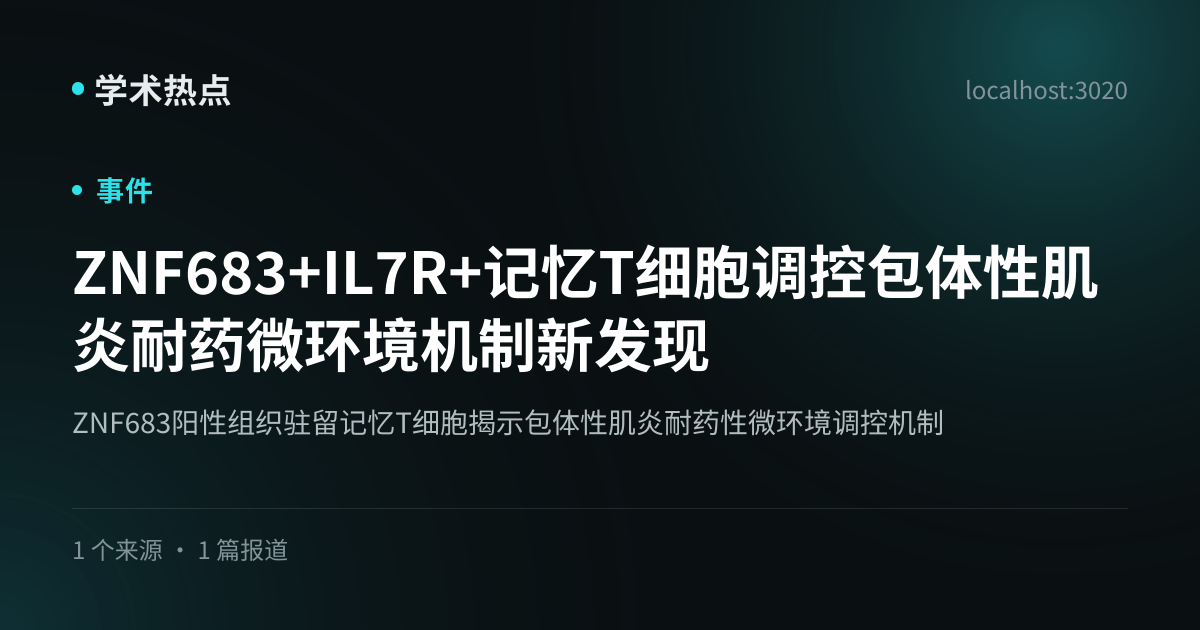 学术热点
localhost:3020
事件
ZNF683+IL7R+记忆T细胞调控包体性肌
炎耐药微环境机制新发现
ZNF683阳性组织驻留记忆T细胞揭示包体性肌炎耐药性微环境调控机制
1 个来源 · 1 篇报道